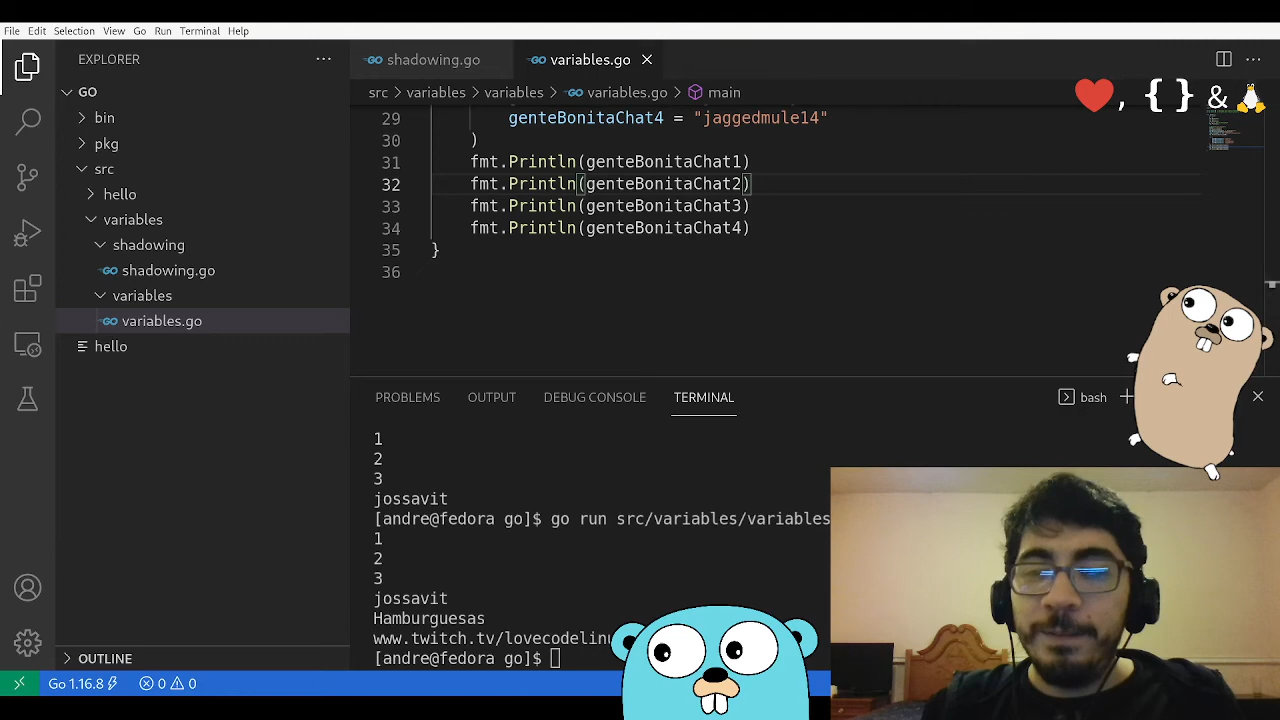 File Edit Selection View Go Run Terminal Help
EXPLORER
shadowing.go
variables.go
GO
src variables variables variables.go main
, { } &
bin
pkg
src
hello
variables
shadowing
shadowing.go
variables
variables.go
hello
29 genteBonitaChat4 = "jaggedmule14"
30 )
31 fmt.Println(genteBonitaChat1)
32 fmt.Println(genteBonitaChat2)
33 fmt.Println(genteBonitaChat3)
34 fmt.Println(genteBonitaChat4)
35 }
36
PROBLEMS OUTPUT DEBUG CONSOLE TERMINAL
bash
1
2
3
jossavit
[andre@fedora go]$ go run src/variables/variables
1
2
3
jossavit
Hamburguesas
www.twitch.tv/lovecodelinu
[andre@fedora go]$
OUTLINE
Go 1.16.8 0 0